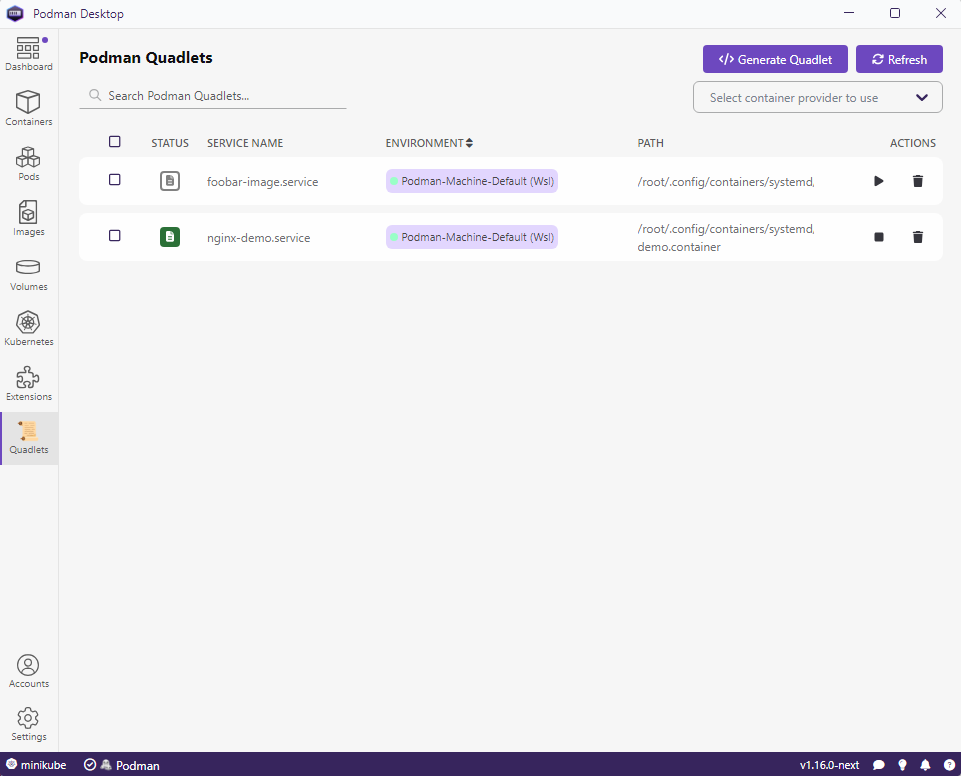 Podman Desktop
Dashboard
Containers
Pods
Images
Volumes
Kubernetes
Extensions
Quadlets
Accounts
Settings
Podman Quadlets
</> Generate Quadlet
Refresh
Search Podman Quadlets...
Select container provider to use
STATUS SERVICE NAME ENVIRONMENT PATH ACTIONS
foobar-image.service Podman-Machine-Default (Wsl) /root/.config/containers/systemd,
nginx-demo.service Podman-Machine-Default (Wsl) /root/.config/containers/systemd,
demo.container
minikube Podman v1.16.0-next